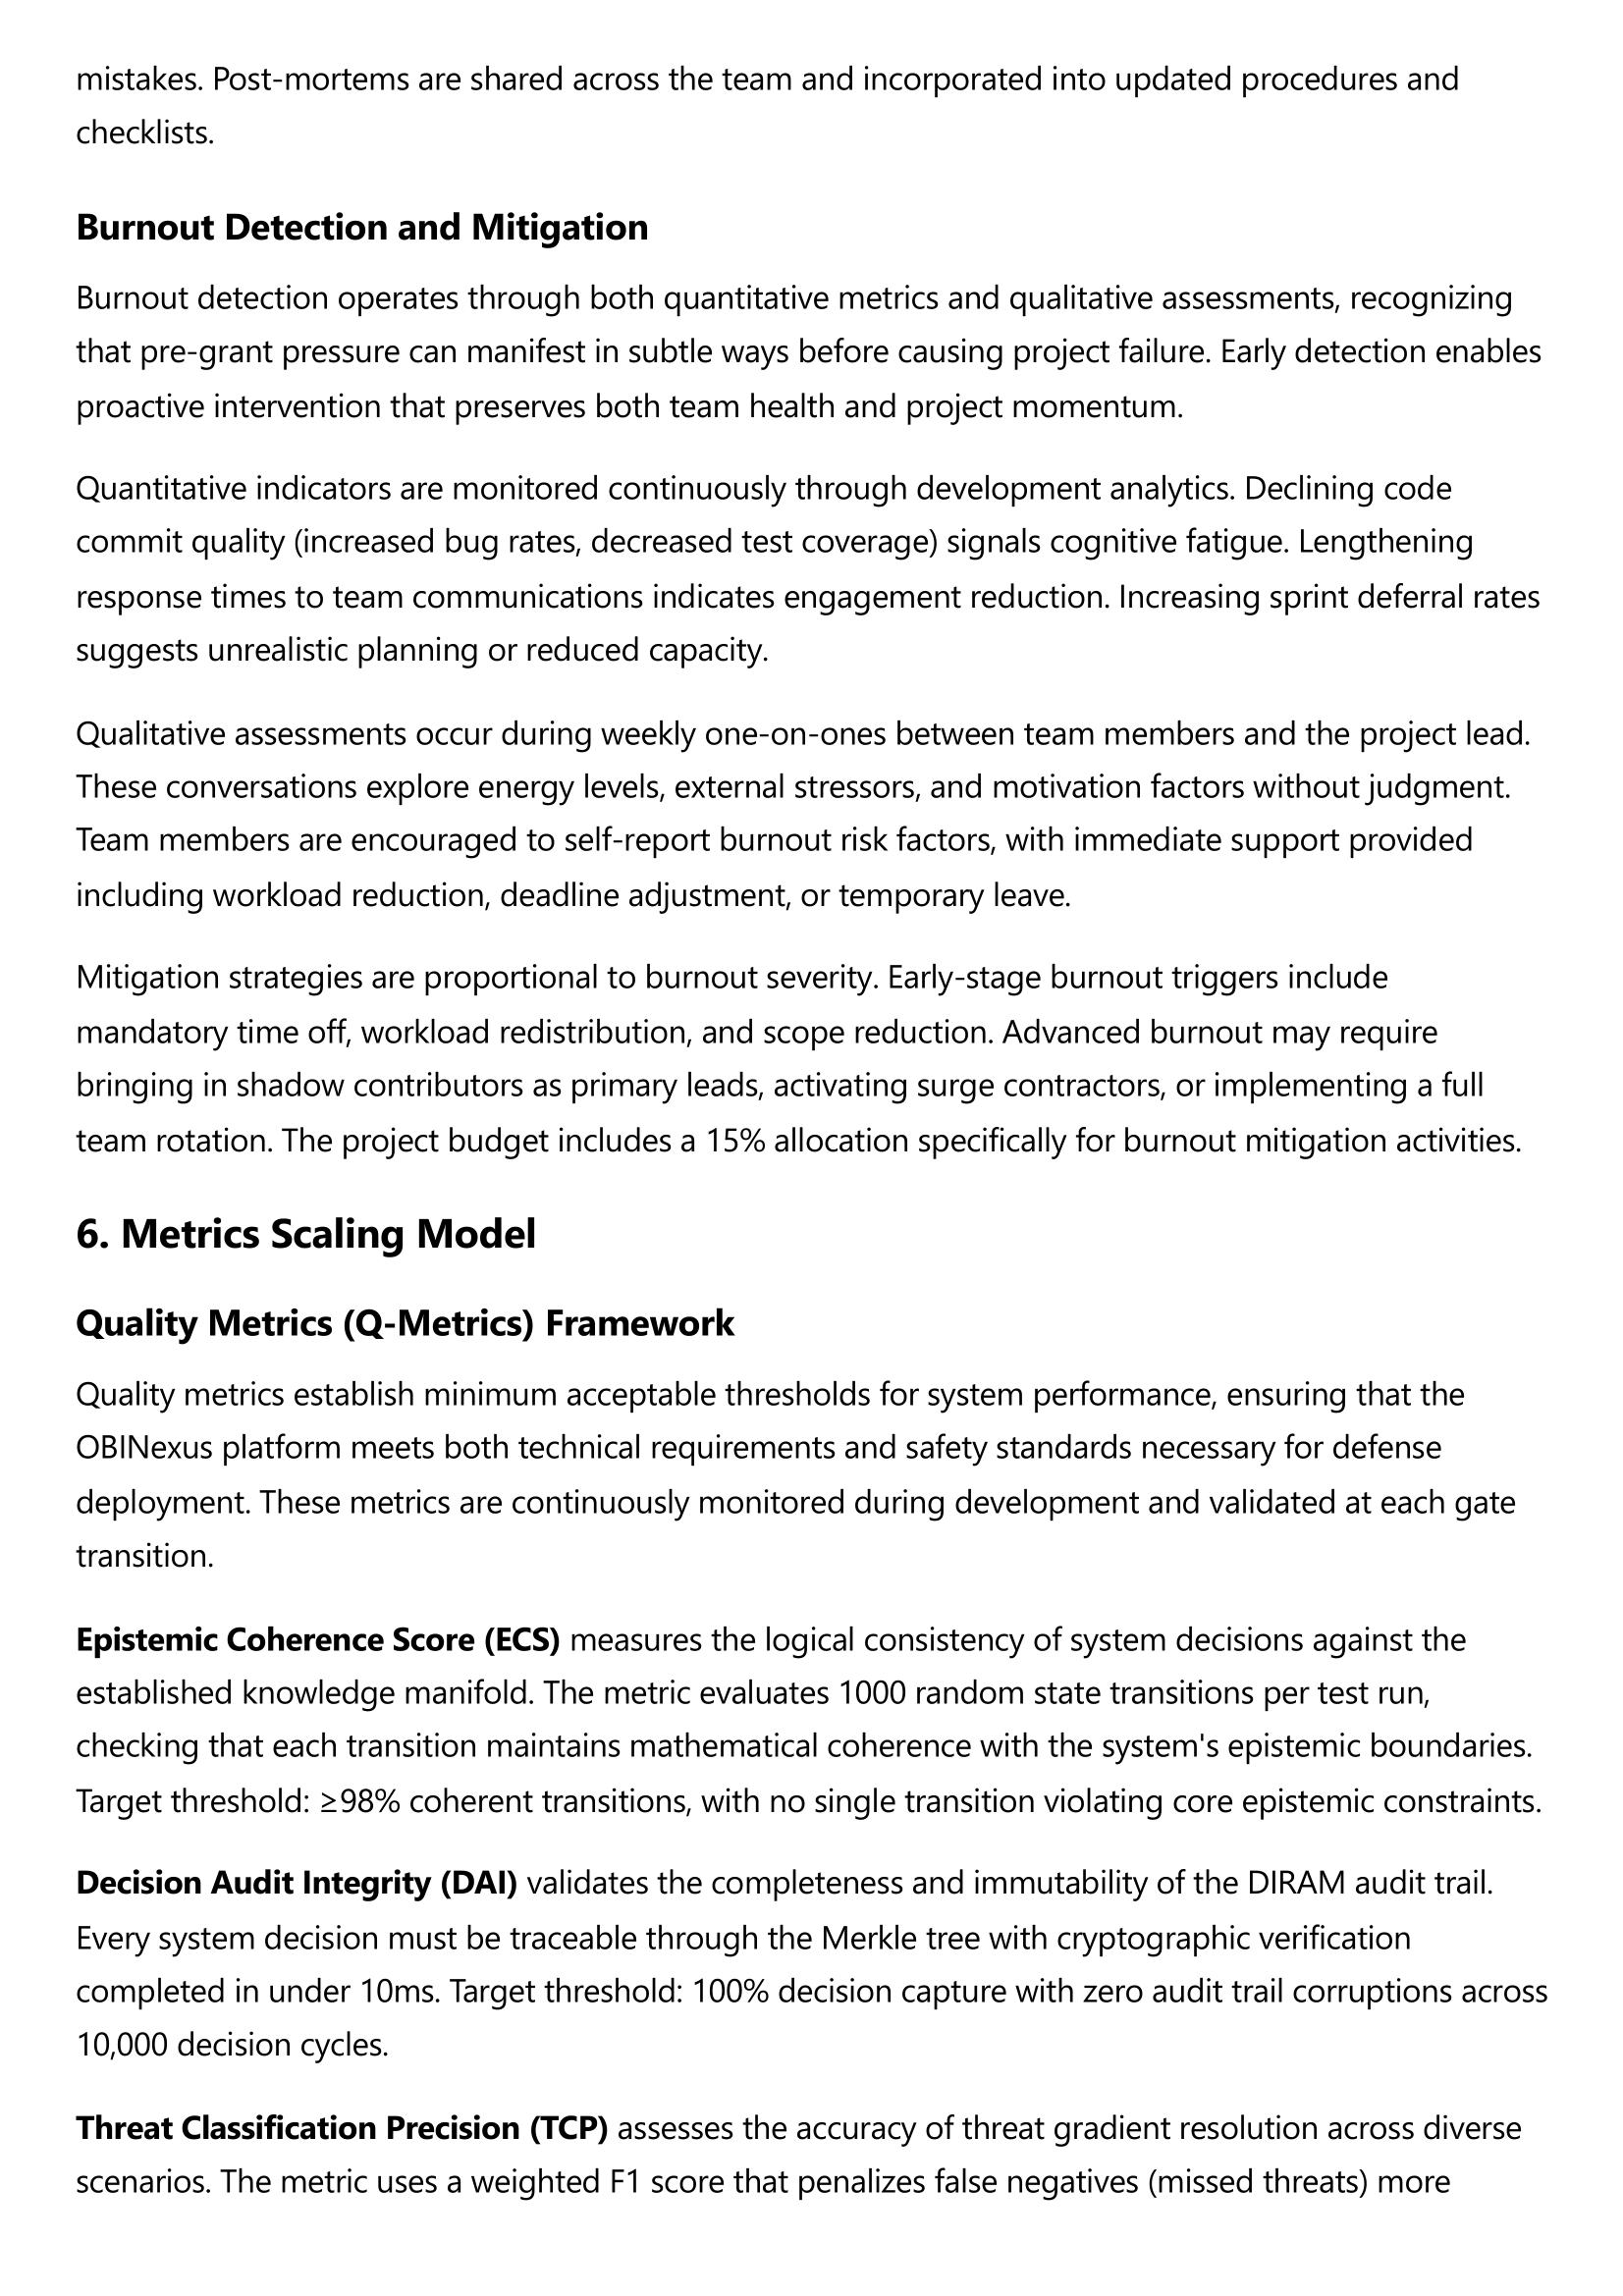 mistakes. Post-mortems are shared across the team and incorporated into updated procedures and
checklists.
Burnout Detection and Mitigation
Burnout detection operates through both quantitative metrics and qualitative assessments, recognizing
that pre-grant pressure can manifest in subtle ways before causing project failure. Early detection enables
proactive intervention that preserves both team health and project momentum.
Quantitative indicators are monitored continuously through development analytics. Declining code
commit quality (increased bug rates, decreased test coverage) signals cognitive fatigue. Lengthening
response times to team communications indicates engagement reduction. Increasing sprint deferral rates
suggests unrealistic planning or reduced capacity.
Qualitative assessments occur during weekly one-on-ones between team members and the project lead.
These conversations explore energy levels, external stressors, and motivation factors without judgment.
Team members are encouraged to self-report burnout risk factors, with immediate support provided
including workload reduction, deadline adjustment, or temporary leave.
Mitigation strategies are proportional to burnout severity. Early-stage burnout triggers include
mandatory time off, workload redistribution, and scope reduction. Advanced burnout may require
bringing in shadow contributors as primary leads, activating surge contractors, or implementing a full
team rotation. The project budget includes a 15% allocation specifically for burnout mitigation activities.
6. Metrics Scaling Model
Quality Metrics (Q-Metrics) Framework
Quality metrics establish minimum acceptable thresholds for system performance, ensuring that the
OBINexus platform meets both technical requirements and safety standards necessary for defense
deployment. These metrics are continuously monitored during development and validated at each gate
transition.
Epistemic Coherence Score (ECS) measures the logical consistency of system decisions against the
established knowledge manifold. The metric evaluates 1000 random state transitions per test run,
checking that each transition maintains mathematical coherence with the system's epistemic boundaries.
Target threshold: ≥98% coherent transitions, with no single transition violating core epistemic constraints.
Decision Audit Integrity (DAI) validates the completeness and immutability of the DIRAM audit trail.
Every system decision must be traceable through the Merkle tree with cryptographic verification
completed in under 10ms. Target threshold: 100% decision capture with zero audit trail corruptions across
10,000 decision cycles.
Threat Classification Precision (TCP) assesses the accuracy of threat gradient resolution across diverse
scenarios. The metric uses a weighted F1 score that penalizes false negatives (missed threats) more